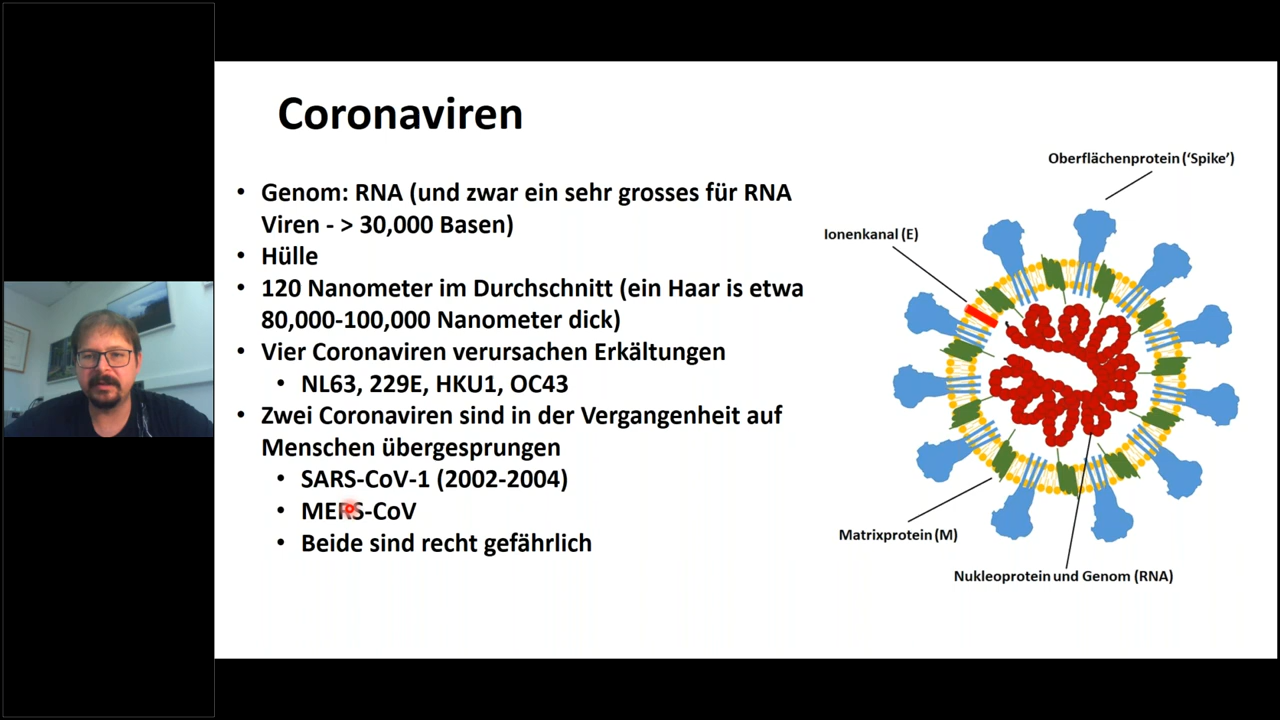 Coronaviren
Genom: RNA (und zwar ein sehr grosses für RNA
Viren - > 30,000 Basen)
Hülle
120 Nanometer im Durchschnitt (ein Haar is etwa
80,000-100,000 Nanometer dick)
Vier Coronaviren verursachen Erkältungen
NL63, 229E, HKU1, OC43
Zwei Coronaviren sind in der Vergangenheit auf
Menschen übergesprungen
SARS-CoV-1 (2002-2004)
MERS-CoV
Beide sind recht gefährlich
Oberflächenprotein (‘Spike’)
Ionenkanal (E)
Matrixprotein (M)
Nukleoprotein und Genom (RNA)